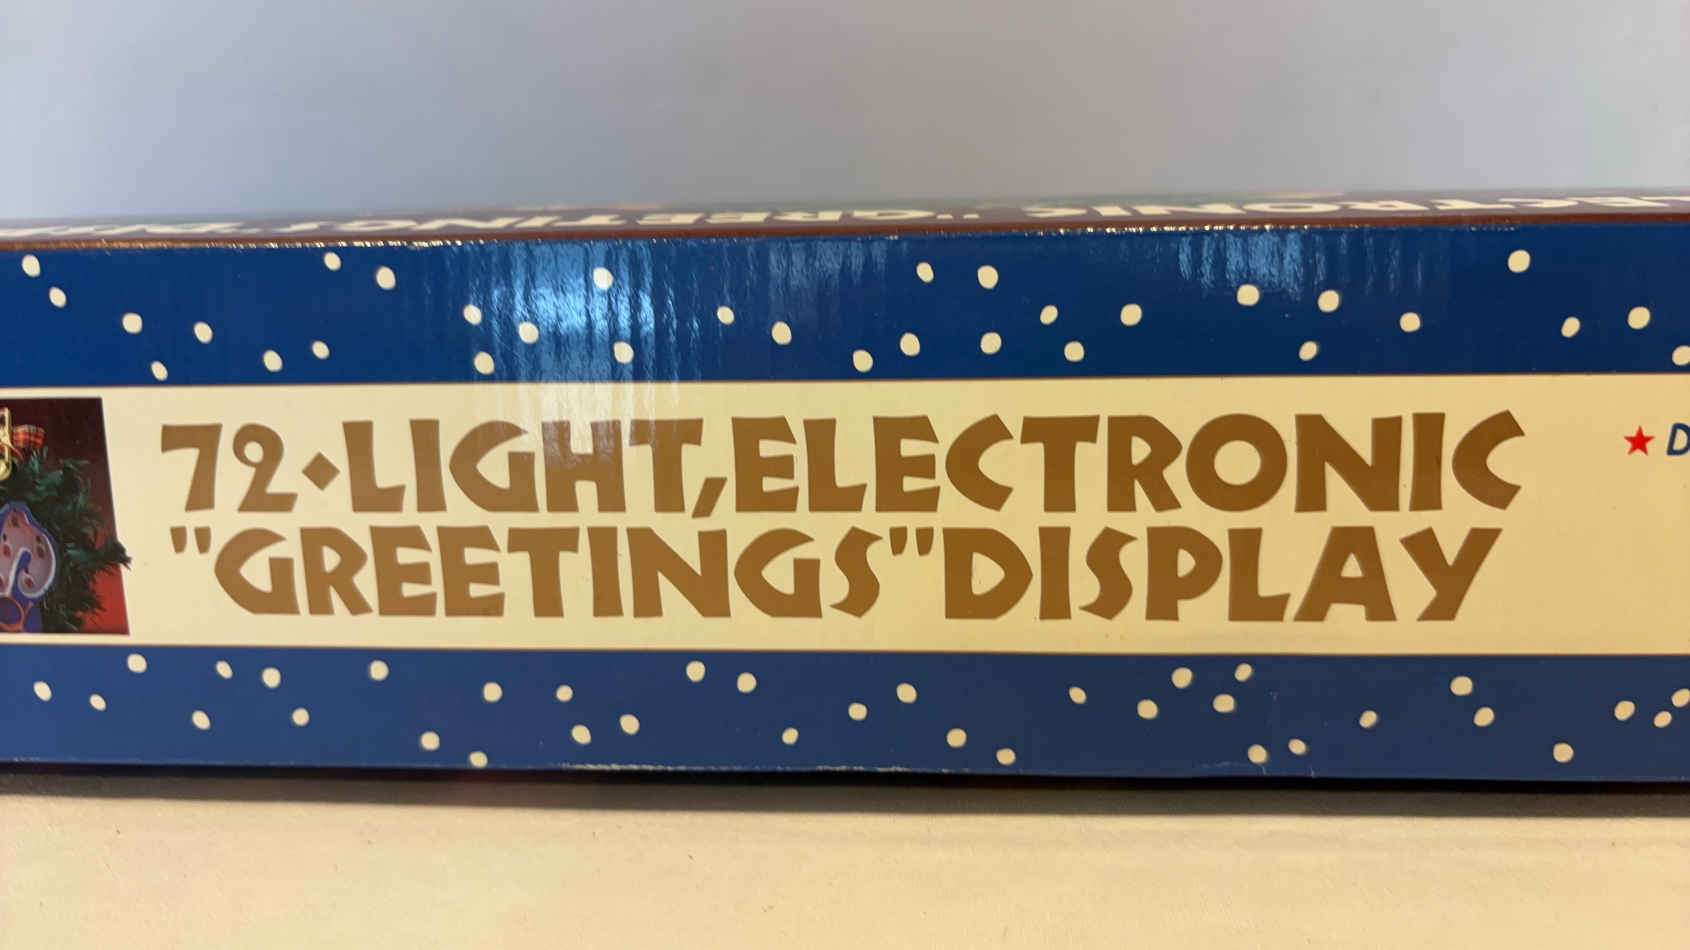 72•LIGHT, ELECTRONIC
"GREETINGS" DISPLAY